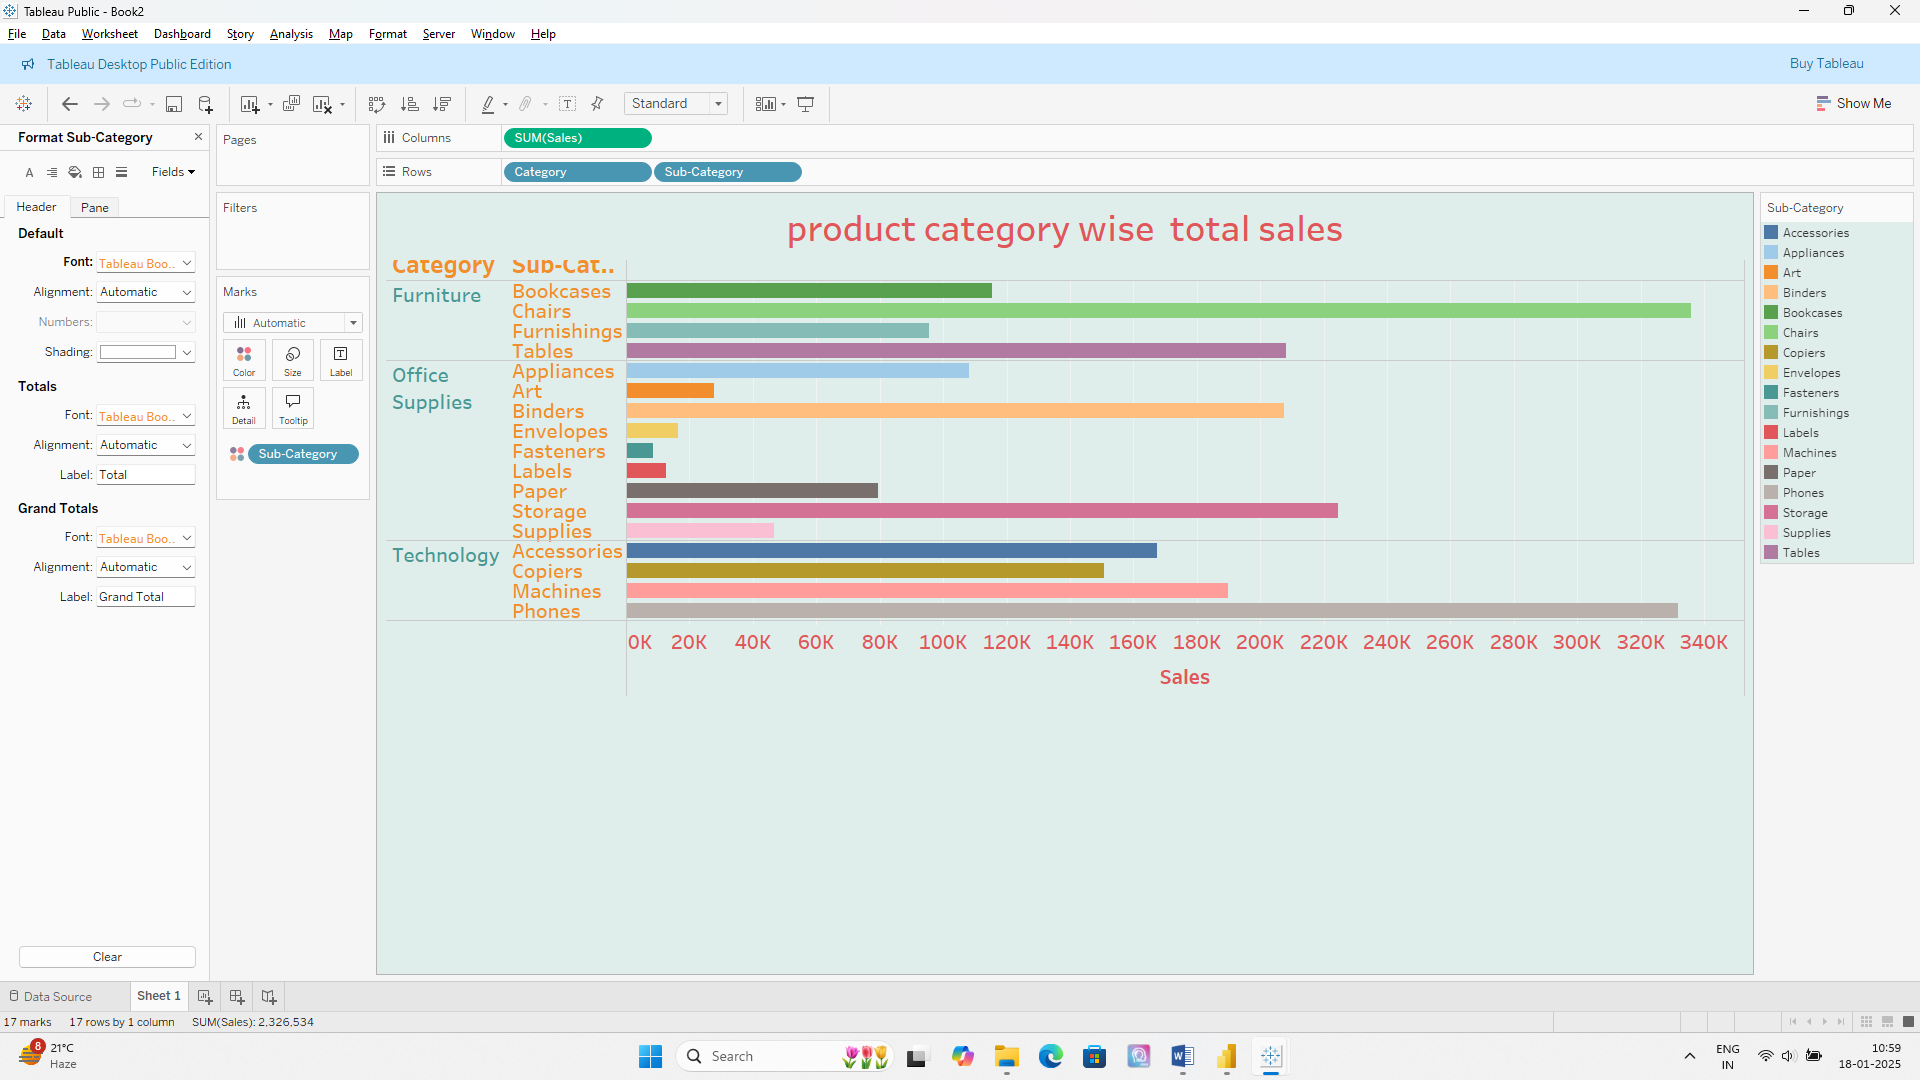 Tableau Public - Book2
File Data Worksheet Dashboard Story Analysis Map Format Server Window Help
Tableau Desktop Public Edition Buy Tableau
Standard Show Me
Format Sub-Category
Fields
Header Pane
Default
Font: Tableau Boo..
Alignment: Automatic
Numbers:
Shading:
Totals
Font: Tableau Boo..
Alignment: Automatic
Label: Total
Grand Totals
Font: Tableau Boo..
Alignment: Automatic
Label: Grand Total
Clear
Pages
Filters
Marks
Automatic
Color Size Label
Detail Tooltip
Sub-Category
Columns SUM(Sales)
Rows Category Sub-Category
product category wise total sales
Category Sub-Cat..
Furniture Bookcases
Chairs
Furnishings
Tables
Office Appliances
Supplies Art
Binders
Envelopes
Fasteners
Labels
Paper
Storage
Supplies
Technology Accessories
Copiers
Machines
Phones
0K 20K 40K 60K 80K 100K 120K 140K 160K 180K 200K 220K 240K 260K 280K 300K 320K 340K
Sales
Sub-Category
Accessories
Appliances
Art
Binders
Bookcases
Chairs
Copiers
Envelopes
Fasteners
Furnishings
Labels
Machines
Paper
Phones
Storage
Supplies
Tables
Data Source Sheet 1
17 marks 17 rows by 1 column SUM(Sales): 2,326,534
8
21°C
Haze
Search
ENG
IN
10:59
18-01-2025